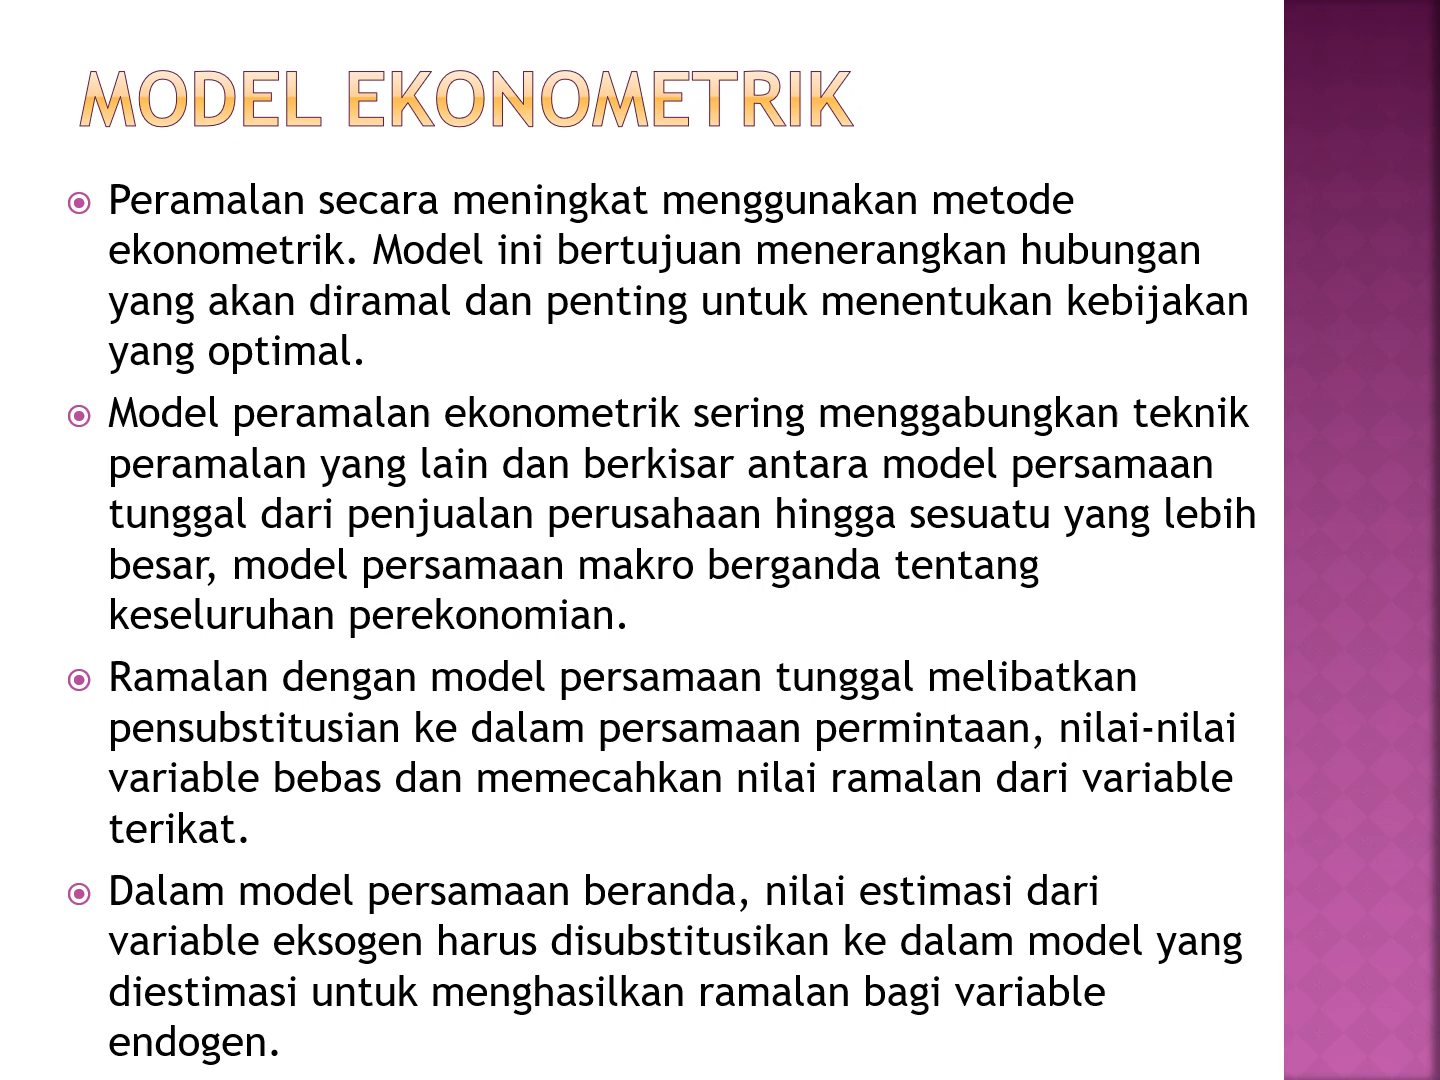 MODEL EKONOMETRIK
Peramalan secara meningkat menggunakan metode
ekonometrik. Model ini bertujuan menerangkan hubungan
yang akan diramal dan penting untuk menentukan kebijakan
yang optimal.
Model peramalan ekonometrik sering menggabungkan teknik
peramalan yang lain dan berkisar antara model persamaan
tunggal dari penjualan perusahaan hingga sesuatu yang lebih
besar, model persamaan makro berganda tentang
keseluruhan perekonomian.
Ramalan dengan model persamaan tunggal melibatkan
pensubstitusian ke dalam persamaan permintaan, nilai-nilai
variable bebas dan memecahkan nilai ramalan dari variable
terikat.
Dalam model persamaan beranda, nilai estimasi dari
variable eksogen harus disubstitusikan ke dalam model yang
diestimasi untuk menghasilkan ramalan bagi variable
endogen.